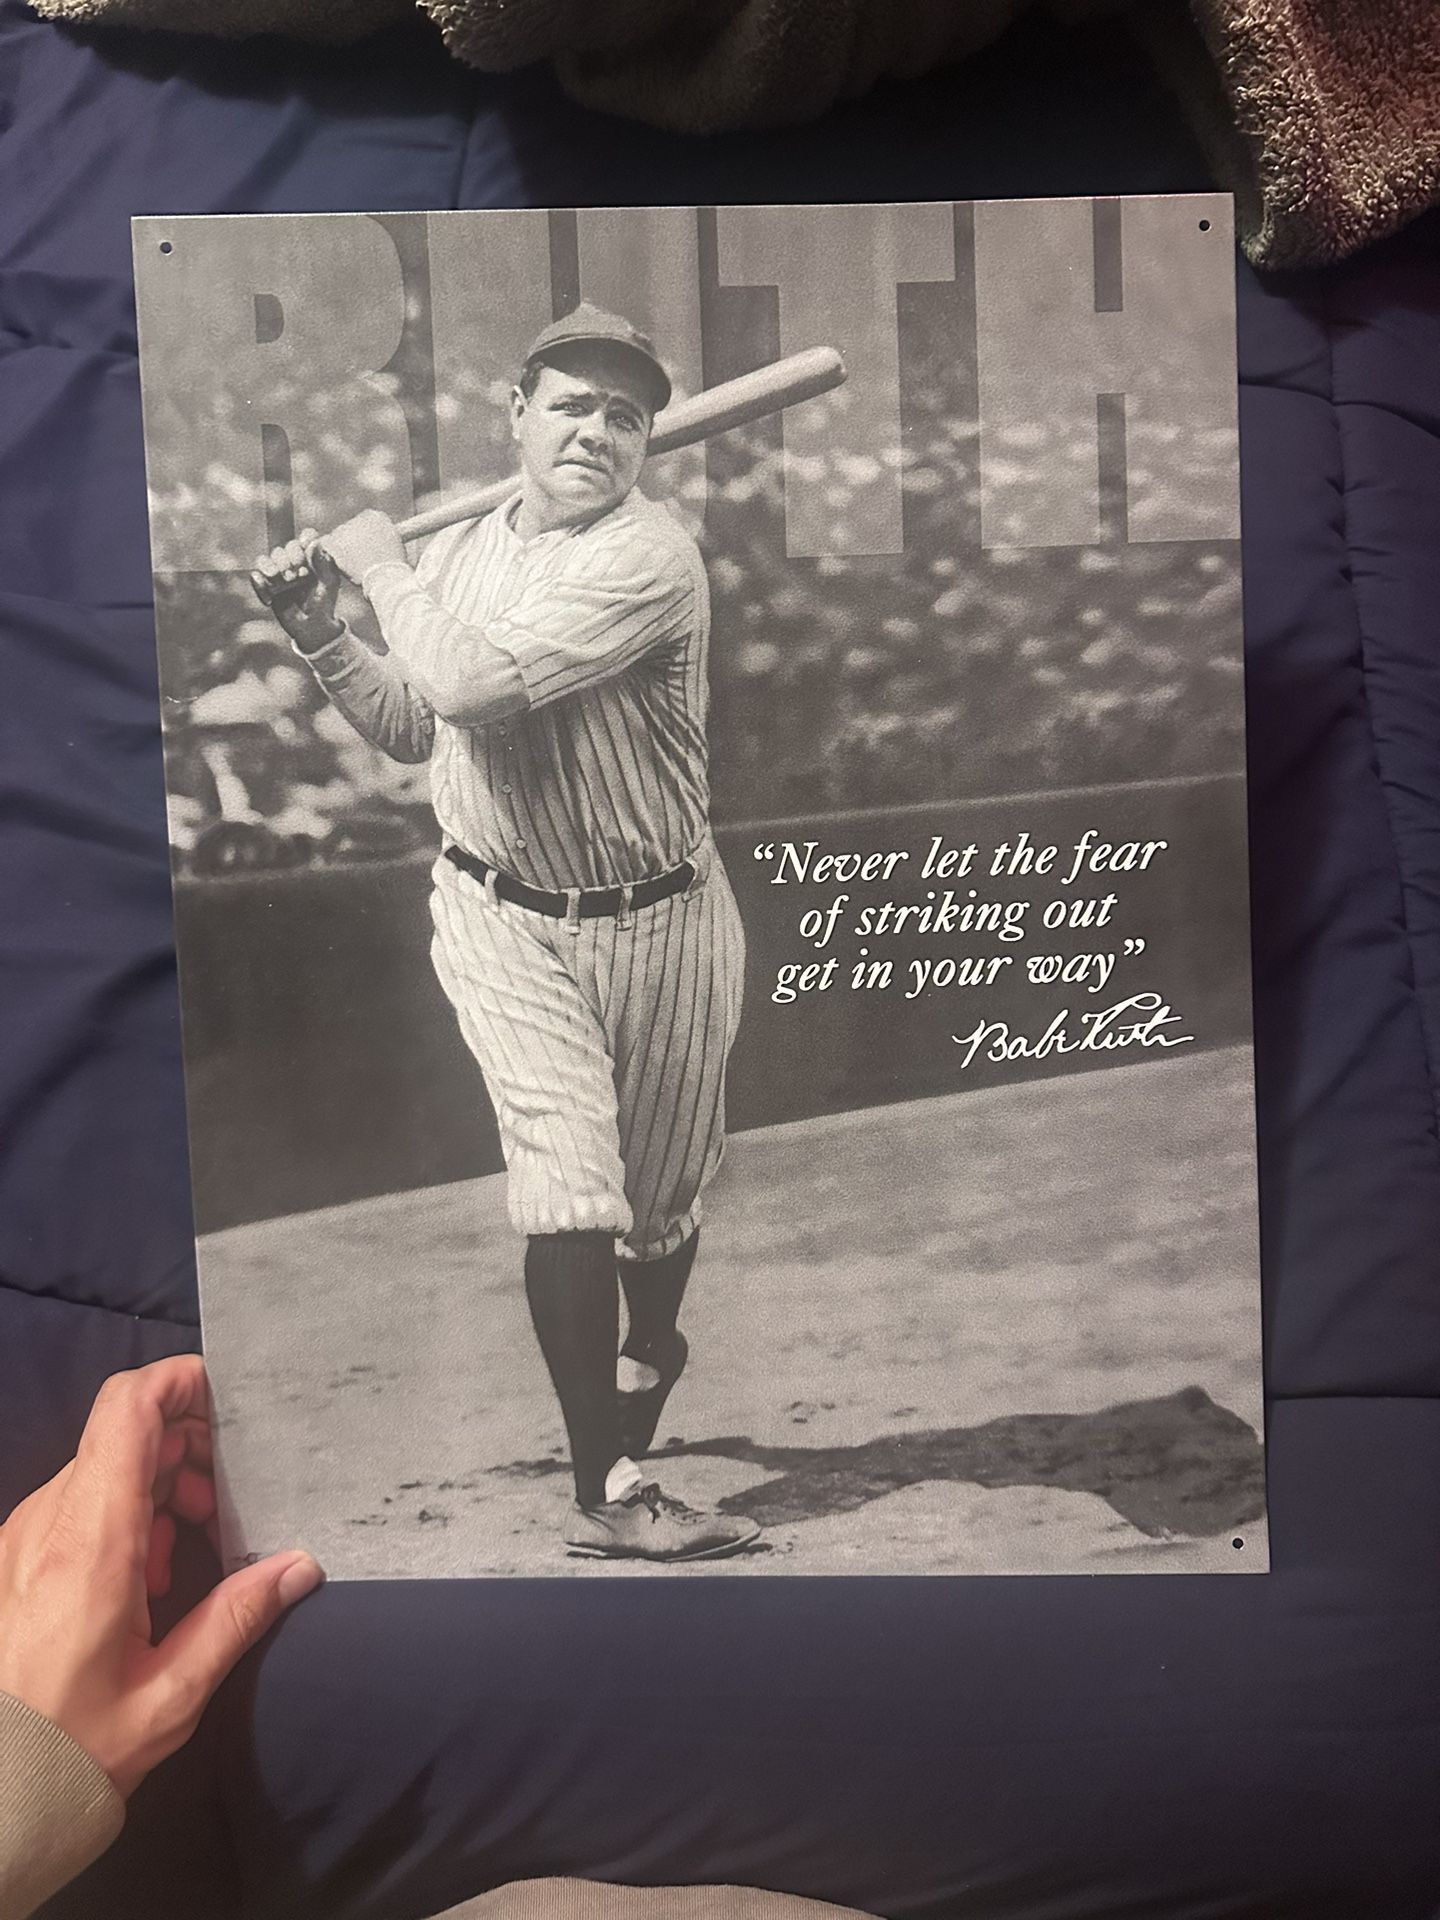 RUTH
“Never let the fear
of striking out
get in your way”
Babe Ruth